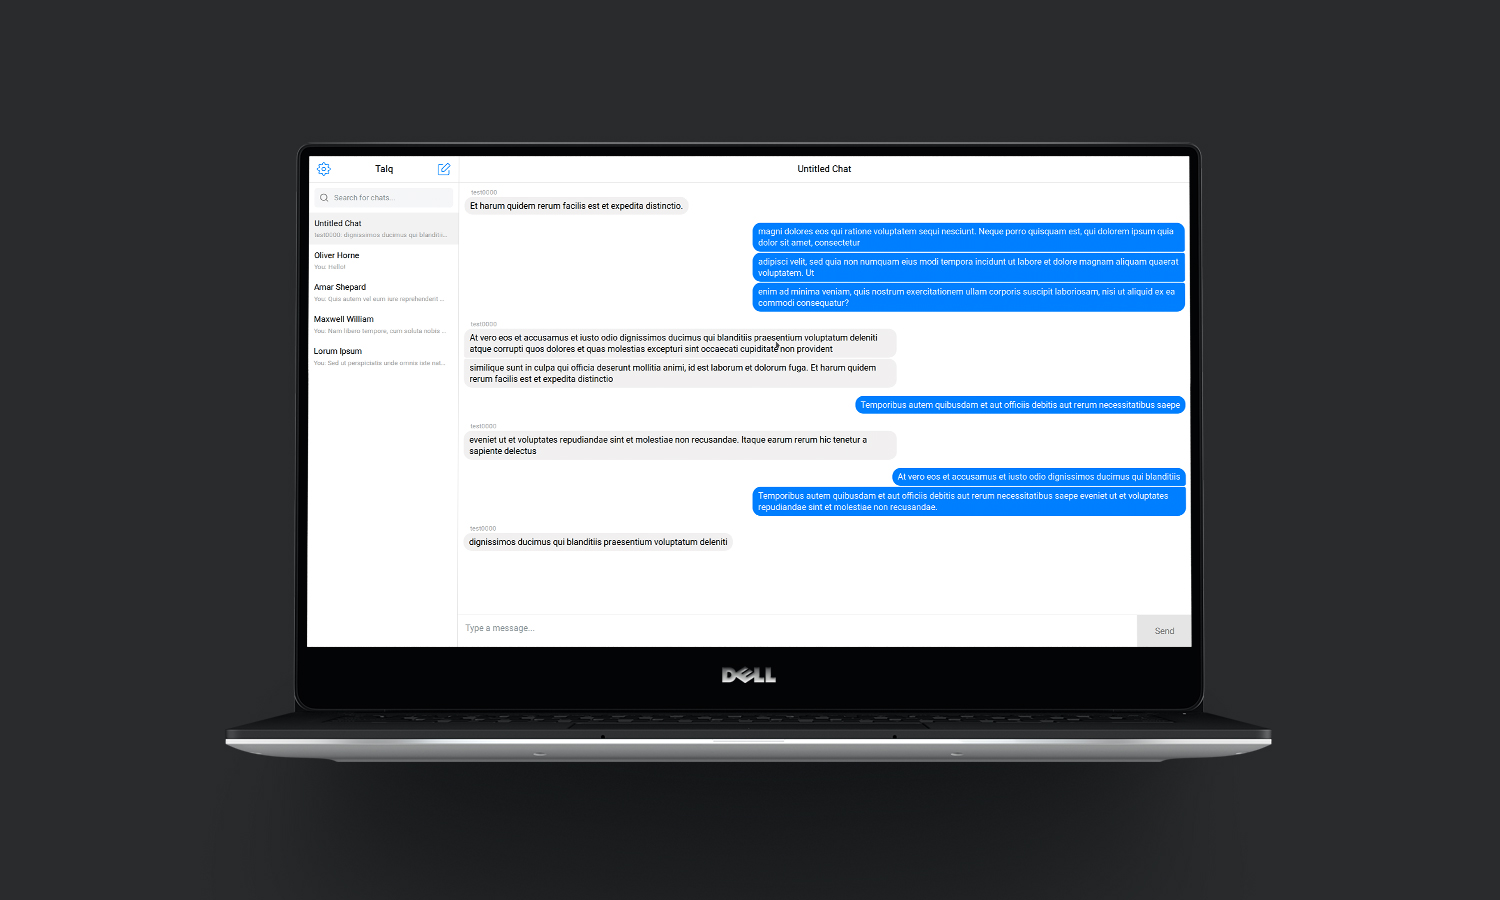 Talq
Untitled Chat
Search for chats...
Untitled Chat
test0000: dignissimos ducimus qui blanditii...
Oliver Horne
You: Hello!
Amar Shepard
You: Quis autem vel eum iure reprehenderit ...
Maxwell William
You: Nam libero tempore, cum soluta nobis ...
Lorum Ipsum
You: Sed ut perspiciatis unde omnis iste nat...
test0000
Et harum quidem rerum facilis est et expedita distinctio.
magni dolores eos qui ratione voluptatem sequi nesciunt. Neque porro quisquam est, qui dolorem ipsum quia
dolor sit amet, consectetur
adipisci velit, sed quia non numquam eius modi tempora incidunt ut labore et dolore magnam aliquam quaerat
voluptatem. Ut
enim ad minima veniam, quis nostrum exercitationem ullam corporis suscipit laboriosam, nisi ut aliquid ex ea
commodi consequatur?
test0000
At vero eos et accusamus et iusto odio dignissimos ducimus qui blanditiis praesentium voluptatum deleniti
atque corrupti quos dolores et quas molestias excepturi sint occaecati cupiditate non provident
similique sunt in culpa qui officia deserunt mollitia animi, id est laborum et dolorum fuga. Et harum quidem
rerum facilis est et expedita distinctio
Temporibus autem quibusdam et aut officiis debitis aut rerum necessitatibus saepe
test0000
eveniet ut et voluptates repudiandae sint et molestiae non recusandae. Itaque earum rerum hic tenetur a
sapiente delectus
At vero eos et accusamus et iusto odio dignissimos ducimus qui blanditiis
Temporibus autem quibusdam et aut officiis debitis aut rerum necessitatibus saepe eveniet ut et voluptates
repudiandae sint et molestiae non recusandae.
test0000
dignissimos ducimus qui blanditiis praesentium voluptatum deleniti
Type a message...
Send
DELL